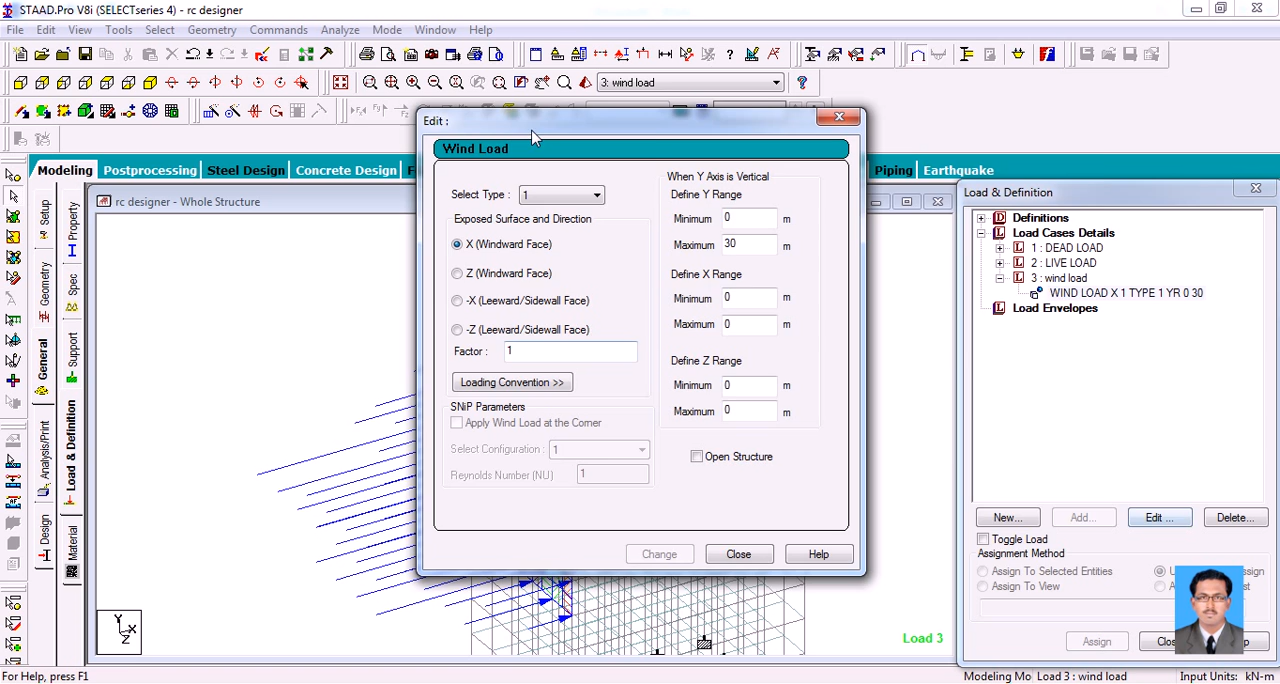 STAAD.Pro V8i (SELECTseries 4) - rc designer
File Edit View Tools Select Geometry Commands Analyze Mode Window Help
3: wind load
Modeling Postprocessing Steel Design Concrete Design Piping Earthquake
rc designer - Whole Structure
Setup
Geometry
General
Analysis/Print
Design
Property
Spec
Support
Load & Definition
Material
Edit :
Wind Load
Select Type : 1
Exposed Surface and Direction
X (Windward Face)
Z (Windward Face)
-X (Leeward/Sidewall Face)
-Z (Leeward/Sidewall Face)
Factor : 1
Loading Convention >>
SNiP Parameters
Apply Wind Load at the Corner
Select Configuration : 1
Reynolds Number (NU) 1
When Y Axis is Vertical
Define Y Range
Minimum 0 m
Maximum 30 m
Define X Range
Minimum 0 m
Maximum 0 m
Define Z Range
Minimum 0 m
Maximum 0 m
Open Structure
Change Close Help
Load & Definition
Definitions
Load Cases Details
1 : DEAD LOAD
2 : LIVE LOAD
3 : wind load
WIND LOAD X 1 TYPE 1 YR 0 30
Load Envelopes
New... Add... Edit ... Delete...
Toggle Load
Assignment Method
Assign To Selected Entities
Assign To View
Assign
Y
X
Z
Load 3
For Help, press F1
Modeling Mo Load 3 : wind load Input Units: kN-m